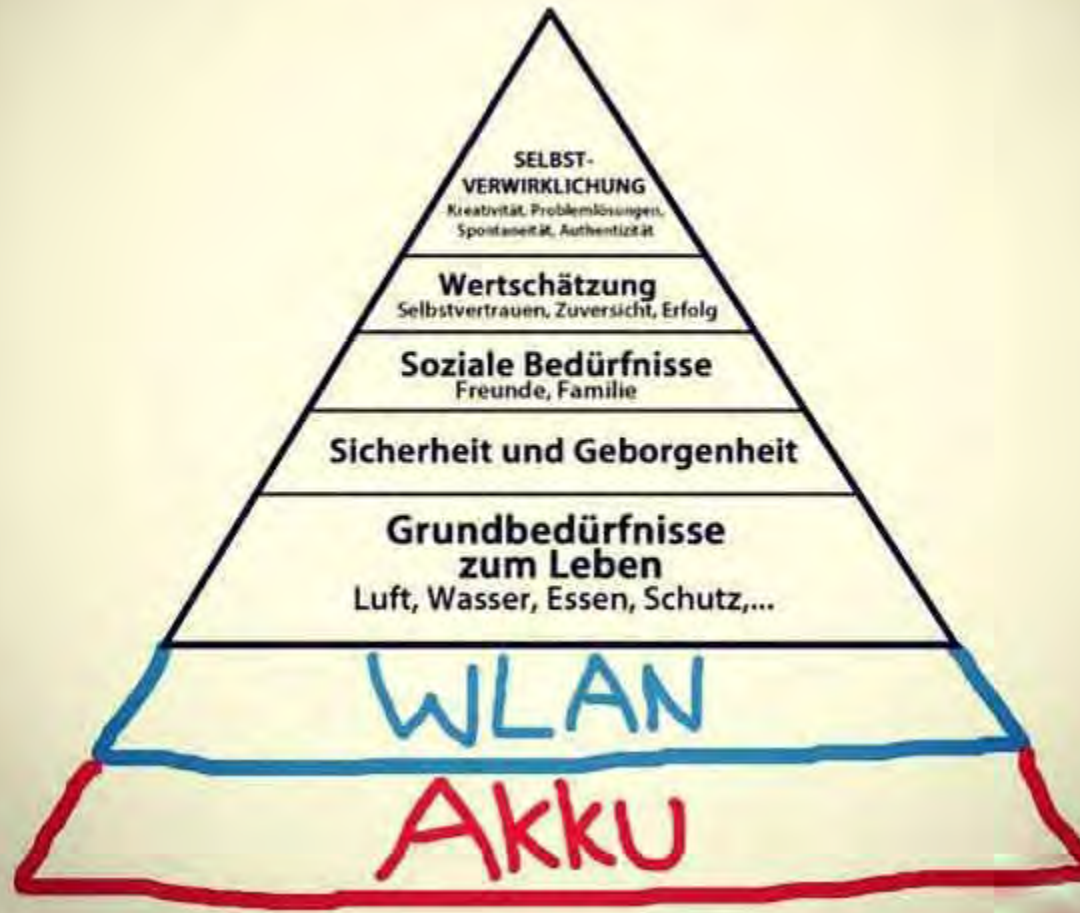 SELBST-
VERWIRKLICHUNG
Kreativität, Problemlösungen,
Spontaneität, Authentizität
Wertschätzung
Selbstvertrauen, Zuversicht, Erfolg
Soziale Bedürfnisse
Freunde, Familie
Sicherheit und Geborgenheit
Grundbedürfnisse
zum Leben
Luft, Wasser, Essen, Schutz,...
WLAN
Akku